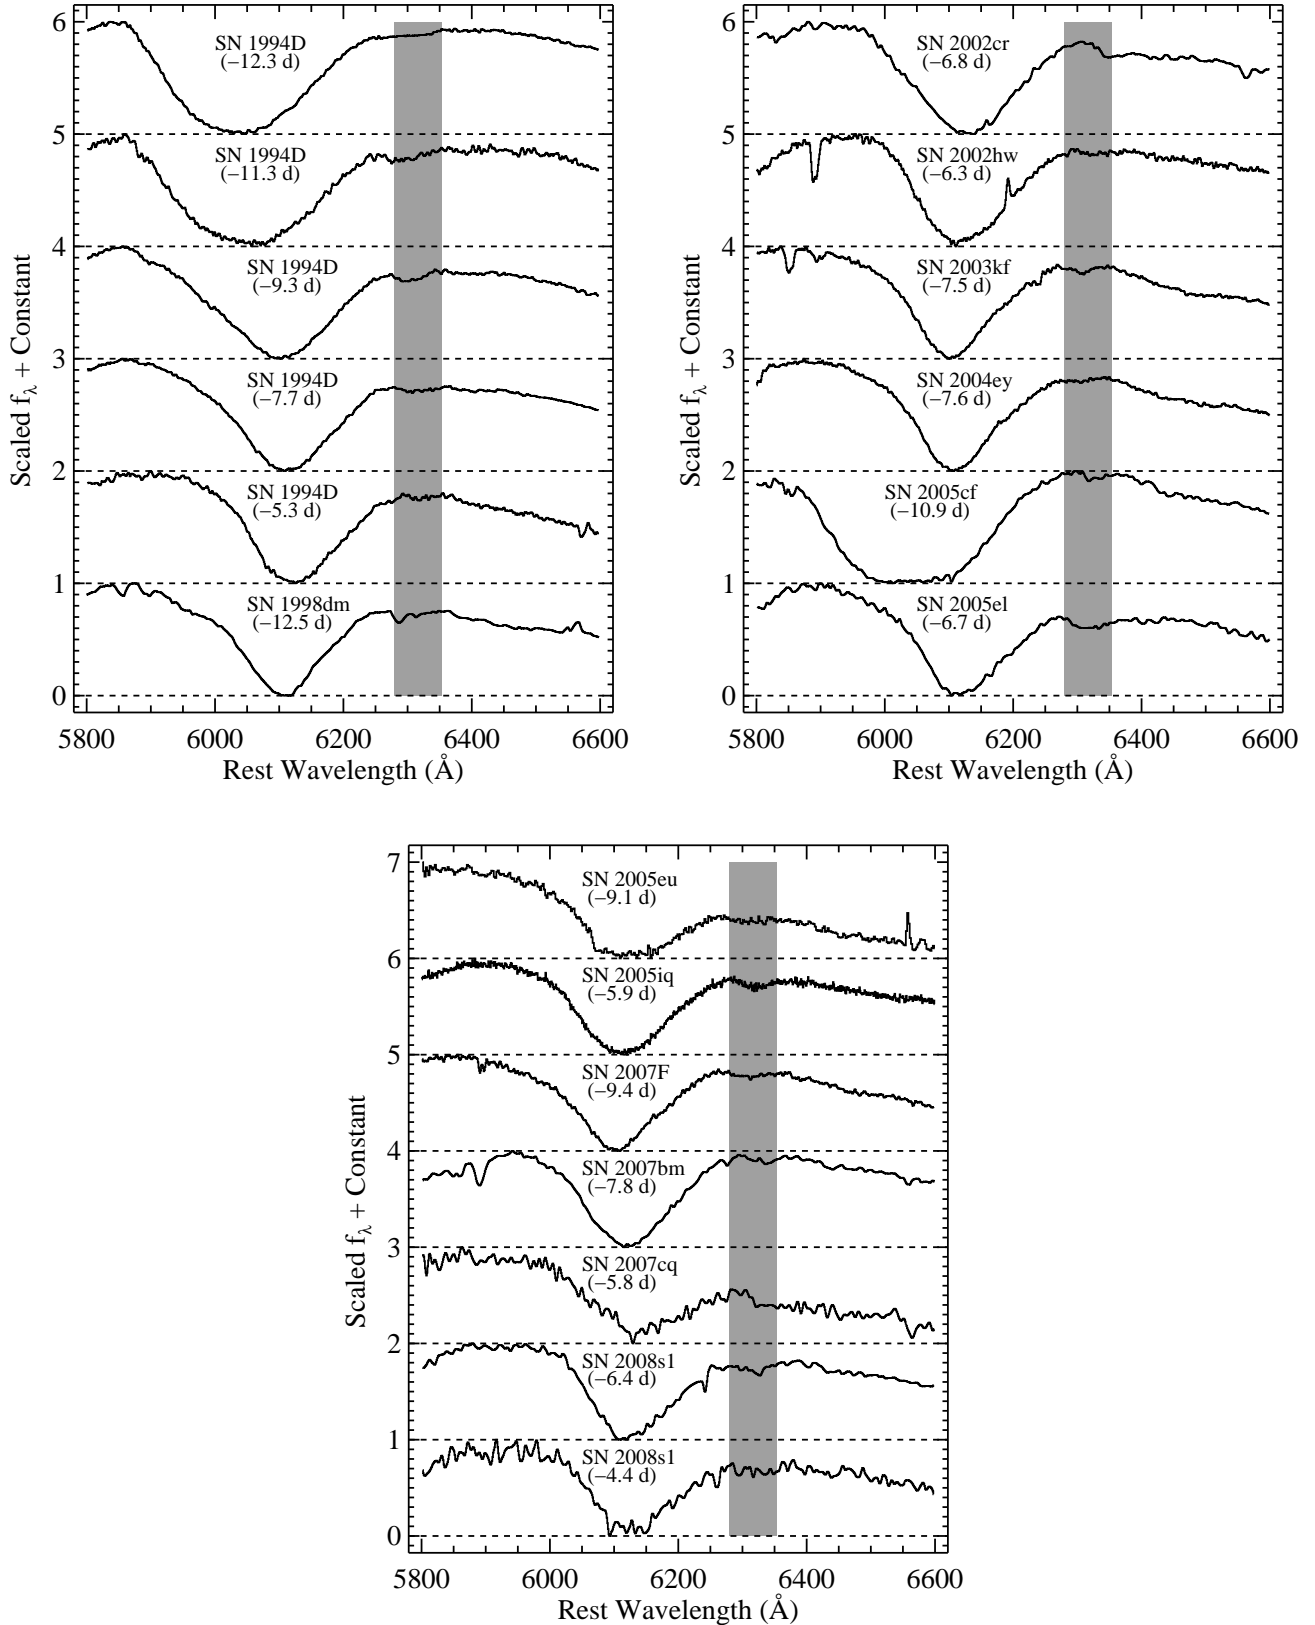 6
5
4
3
2
1
0
Scaled fλ + Constant
SN 1994D
(−12.3 d)
SN 1994D
(−11.3 d)
SN 1994D
(−9.3 d)
SN 1994D
(−7.7 d)
SN 1994D
(−5.3 d)
SN 1998dm
(−12.5 d)
5800 6000 6200 6400 6600
Rest Wavelength (Å)
6
5
4
3
2
1
0
Scaled fλ + Constant
SN 2002cr
(−6.8 d)
SN 2002hw
(−6.3 d)
SN 2003kf
(−7.5 d)
SN 2004ey
(−7.6 d)
SN 2005cf
(−10.9 d)
SN 2005el
(−6.7 d)
5800 6000 6200 6400 6600
Rest Wavelength (Å)
7
6
5
4
3
2
1
0
Scaled fλ + Constant
SN 2005eu
(−9.1 d)
SN 2005iq
(−5.9 d)
SN 2007F
(−9.4 d)
SN 2007bm
(−7.8 d)
SN 2007cq
(−5.8 d)
SN 2008s1
(−6.4 d)
SN 2008s1
(−4.4 d)
5800 6000 6200 6400 6600
Rest Wavelength (Å)